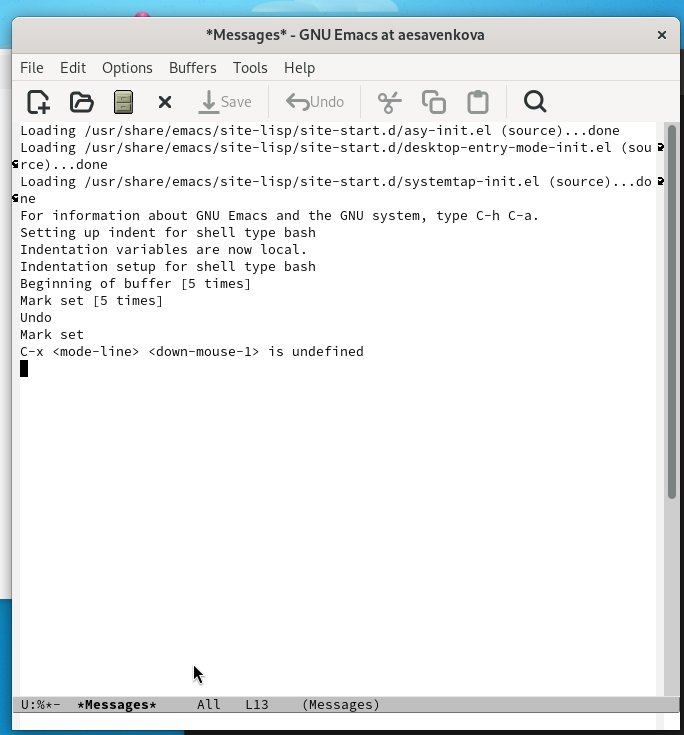 *Messages* - GNU Emacs at aesavenkova
File Edit Options Buffers Tools Help
Save Undo
Loading /usr/share/emacs/site-lisp/site-start.d/asy-init.el (source)...done
Loading /usr/share/emacs/site-lisp/site-start.d/desktop-entry-mode-init.el (sou
rce)...done
Loading /usr/share/emacs/site-lisp/site-start.d/systemtap-init.el (source)...do
ne
For information about GNU Emacs and the GNU system, type C-h C-a.
Setting up indent for shell type bash
Indentation variables are now local.
Indentation setup for shell type bash
Beginning of buffer [5 times]
Mark set [5 times]
Undo
Mark set
C-x <mode-line> <down-mouse-1> is undefined
U:%*- *Messages* All L13 (Messages)